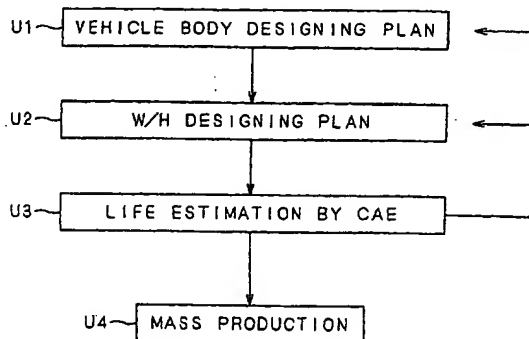 U1 VEHICLE BODY DESIGNING PLAN
U2 W/H DESIGNING PLAN
U3 LIFE ESTIMATION BY CAE
U4 MASS PRODUCTION